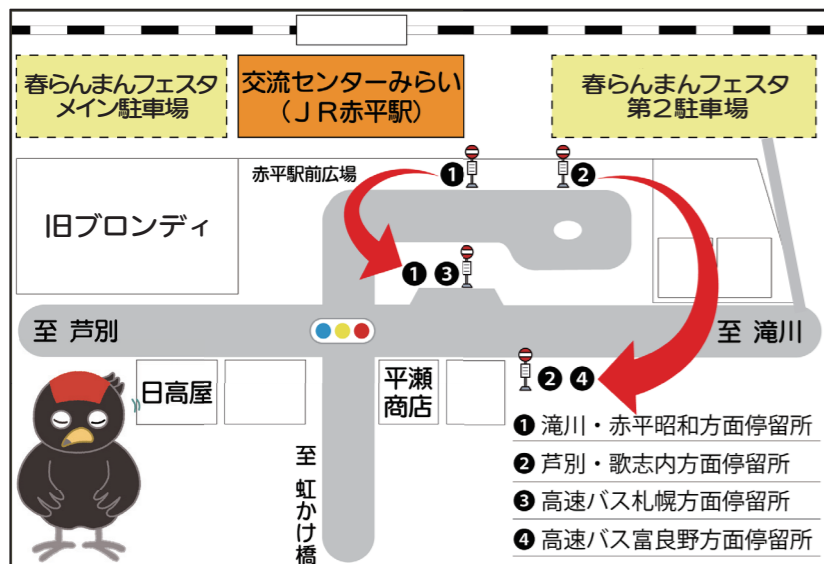 春らんまんフェスタ
メイン駐車場
交流センターみらい
(JR赤平駅)
春らんまんフェスタ
第2駐車場
赤平駅前広場
❶
❷
旧ブロンディ
❶ ❸
至 芦別
至 滝川
日高屋
平瀬
商店
❷ ❹
至 虹かけ橋
❶ 滝川・赤平昭和方面停留所
❷ 芦別・歌志内方面停留所
❸ 高速バス札幌方面停留所
❹ 高速バス富良野方面停留所